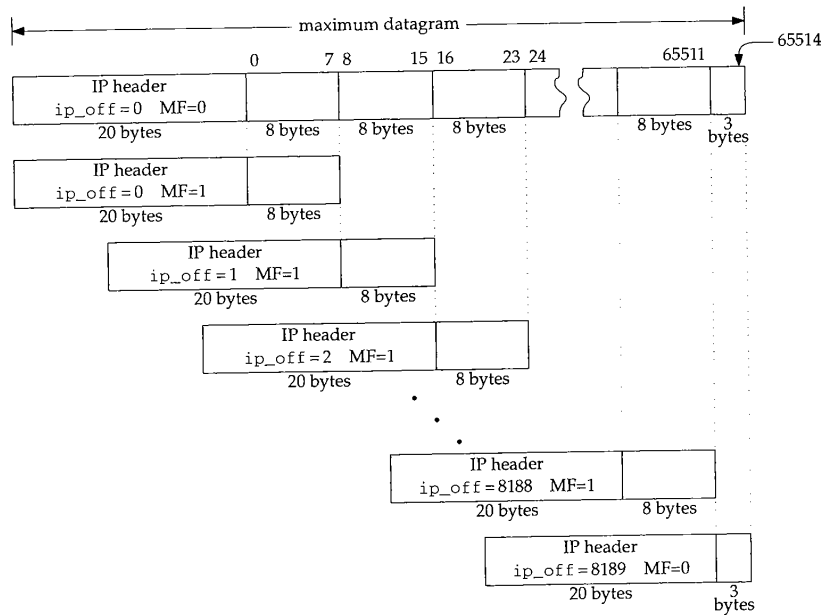 maximum datagram
65514
0 7 8 15 16 23 24 65511
IP header
ip_off=0 MF=0
20 bytes 8 bytes 8 bytes 8 bytes 8 bytes 3 bytes
IP header
ip_off=0 MF=1
20 bytes 8 bytes
IP header
ip_off=1 MF=1
20 bytes 8 bytes
IP header
ip_off=2 MF=1
20 bytes 8 bytes
IP header
ip_off=8188 MF=1
20 bytes 8 bytes
IP header
ip_off=8189 MF=0
20 bytes 3 bytes